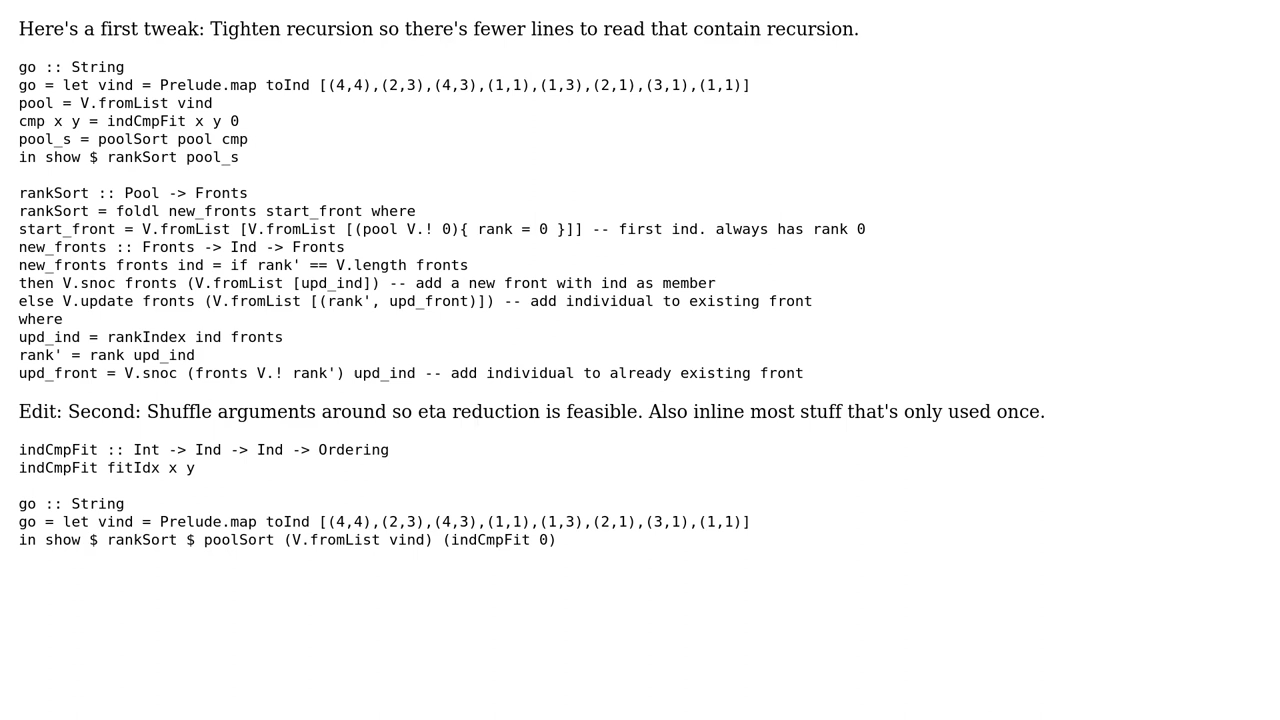 Here's a first tweak: Tighten recursion so there's fewer lines to read that contain recursion.
go :: String
go = let vind = Prelude.map toInd [(4,4),(2,3),(4,3),(1,1),(1,3),(2,1),(3,1),(1,1)]
pool = V.fromList vind
cmp x y = indCmpFit x y 0
pool_s = poolSort pool cmp
in show $ rankSort pool_s
rankSort :: Pool -> Fronts
rankSort = foldl new_fronts start_front where
start_front = V.fromList [V.fromList [(pool V.! 0){ rank = 0 }]] -- first ind. always has rank 0
new_fronts :: Fronts -> Ind -> Fronts
new_fronts fronts ind = if rank' == V.length fronts
then V.snoc fronts (V.fromList [upd_ind]) -- add a new front with ind as member
else V.update fronts (V.fromList [(rank', upd_front)]) -- add individual to existing front
where
upd_ind = rankIndex ind fronts
rank' = rank upd_ind
upd_front = V.snoc (fronts V.! rank') upd_ind -- add individual to already existing front
Edit: Second: Shuffle arguments around so eta reduction is feasible. Also inline most stuff that's only used once.
indCmpFit :: Int -> Ind -> Ind -> Ordering
indCmpFit fitIdx x y
go :: String
go = let vind = Prelude.map toInd [(4,4),(2,3),(4,3),(1,1),(1,3),(2,1),(3,1),(1,1)]
in show $ rankSort $ poolSort (V.fromList vind) (indCmpFit 0)